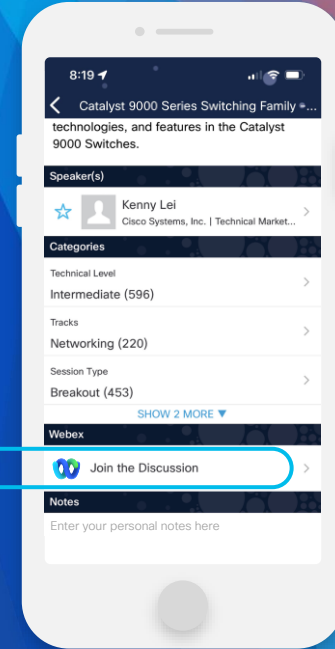 8:19
Catalyst 9000 Series Switching Family -...
technologies, and features in the Catalyst
9000 Switches.
Speaker(s)
Kenny Lei
Cisco Systems, Inc. | Technical Market...
Categories
Technical Level
Intermediate (596)
Tracks
Networking (220)
Session Type
Breakout (453)
SHOW 2 MORE ▼
Webex
Join the Discussion
Notes
Enter your personal notes here